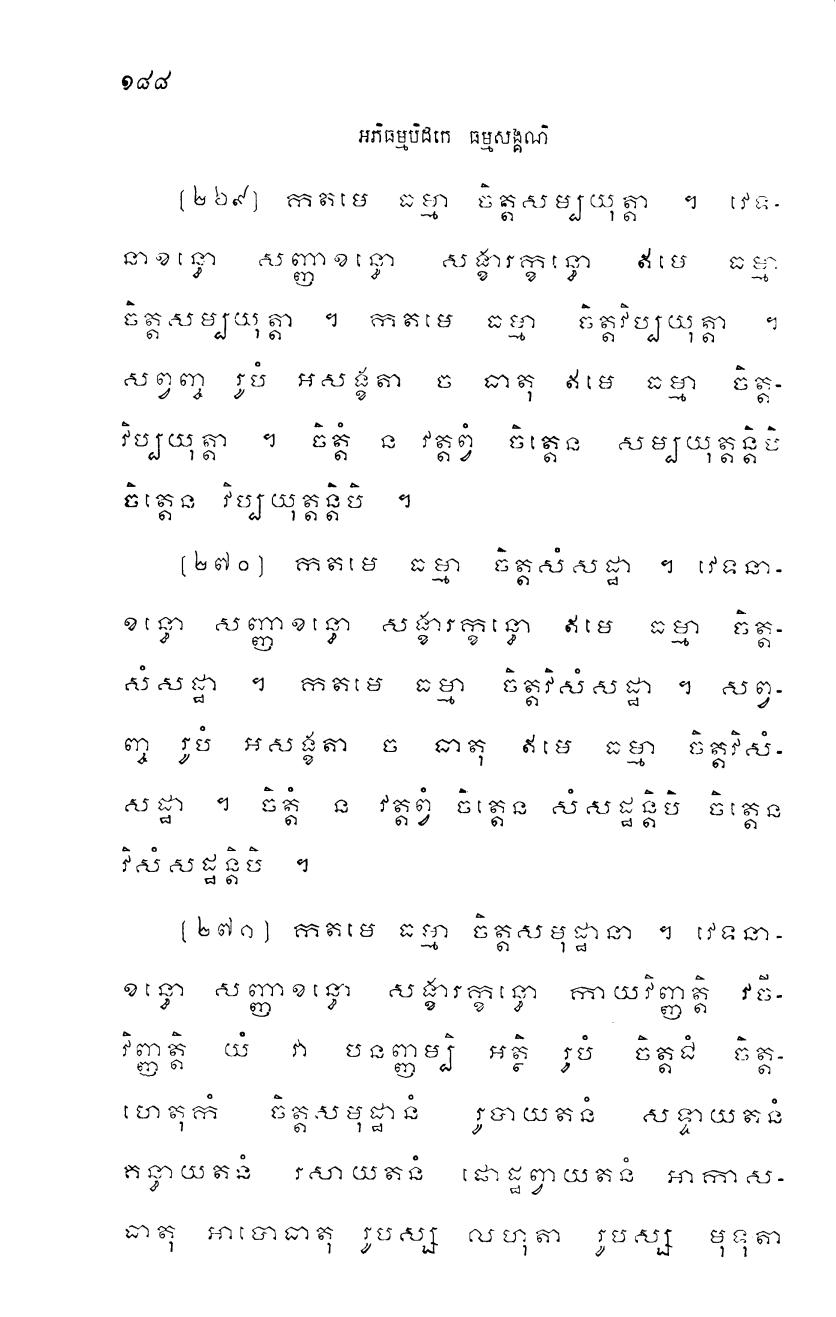 ១៨៨
អភិធម្មបិដកេ ធម្មសង្គណិ
[២៦៩] កតមេ ធម្មា ចិត្តសម្បយុត្តា ។ វេទ-
នាខន្ធោ សញ្ញាខន្ធោ សង្ខារក្ខន្ធោ ឥមេ ធម្មា
ចិត្តសម្បយុត្តា ។ កតមេ ធម្មា ចិត្តវិប្បយុត្តា ។
សព្វញ្ច រូបំ អសង្ខតា ច ធាតុ ឥមេ ធម្មា ចិត្ត-
វិប្បយុត្តា ។ ចិត្តំ ន វត្តព្វំ ចិត្តេន សម្បយុត្តន្តិបិ
ចិត្តេន វិប្បយុត្តន្តិបិ ។
[២៧០] កតមេ ធម្មា ចិត្តសំសដ្ឋា ។ វេទនា-
ខន្ធោ សញ្ញាខន្ធោ សង្ខារក្ខន្ធោ ឥមេ ធម្មា ចិត្ត-
សំសដ្ឋា ។ កតមេ ធម្មា ចិត្តវិសំសដ្ឋា ។ សព្វ-
ញ្ច រូបំ អសង្ខតា ច ធាតុ ឥមេ ធម្មា ចិត្តវិសំ-
សដ្ឋា ។ ចិត្តំ ន វត្តព្វំ ចិត្តេន សំសដ្ឋន្តិបិ ចិត្តេន
វិសំសដ្ឋន្តិបិ ។
[២៧១] កតមេ ធម្មា ចិត្តសមុដ្ឋានា ។ វេទនា-
ខន្ធោ សញ្ញាខន្ធោ សង្ខារក្ខន្ធោ កាយវិញ្ញត្តិ វចី-
វិញ្ញត្តិ យំ វា បនញ្ញម្បិ អត្ថិ រូបំ ចិត្តជំ ចិត្ត-
ហេតុកំ ចិត្តសមុដ្ឋានំ រូបាយតនំ សទ្ទាយតនំ
គន្ធាយតនំ រសាយតនំ ផោដ្ឋព្វាយតនំ អាកាស-
ធាតុ អាបោធាតុ រូបស្ស លហុតា រូបស្ស មុទុតា